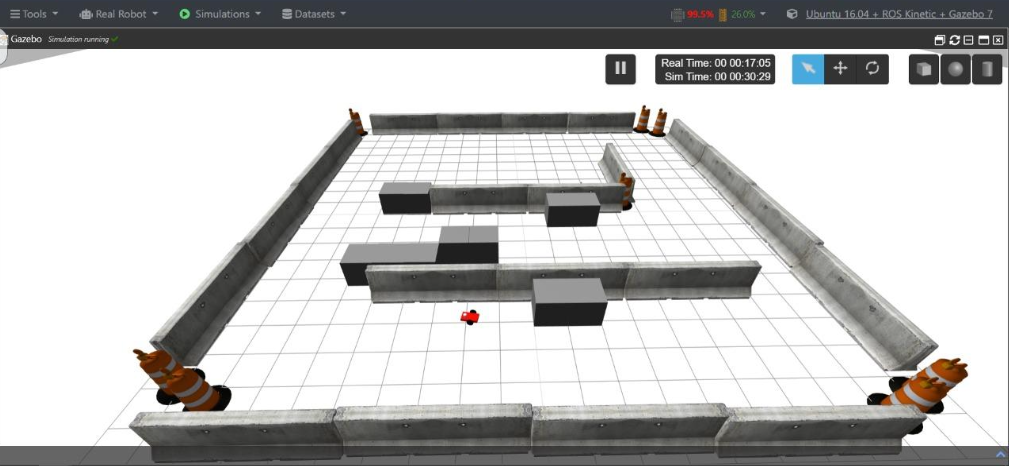 Tools Real Robot Simulations Datasets 99.5% 26.0% Ubuntu 16.04 + ROS Kinetic + Gazebo 7
Gazebo Simulation running
Real Time: 00 00:17:05
Sim Time: 00 00:30:29